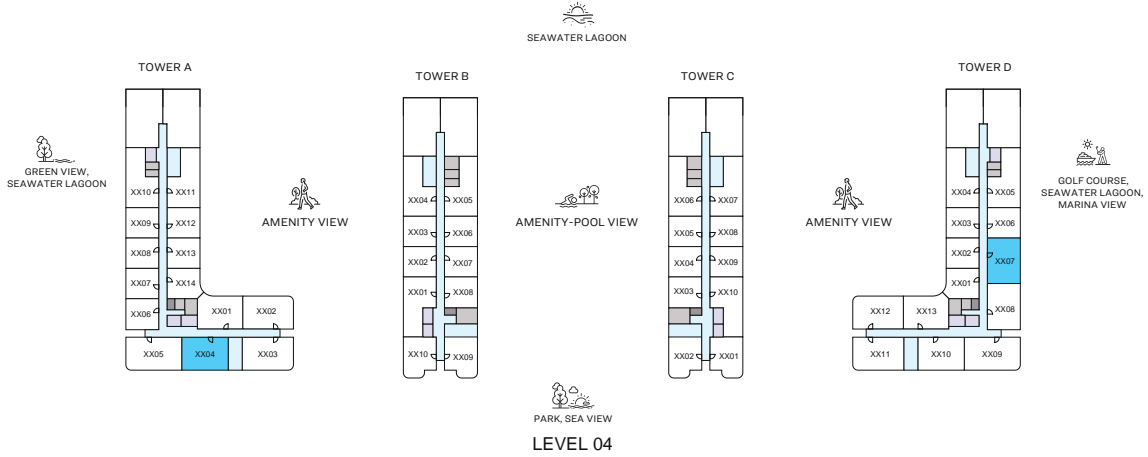 SEAWATER LAGOON
TOWER A
TOWER B
TOWER C
TOWER D
GREEN VIEW,
SEAWATER LAGOON
AMENITY VIEW
AMENITY-POOL VIEW
AMENITY VIEW
GOLF COURSE,
SEAWATER LAGOON,
MARINA VIEW
XX10
XX11
XX09
XX12
XX08
XX13
XX07
XX14
XX06
XX01
XX02
XX05
XX04
XX03
XX04
XX05
XX03
XX06
XX02
XX07
XX01
XX08
XX10
XX09
XX06
XX07
XX05
XX08
XX04
XX09
XX03
XX10
XX02
XX01
XX04
XX05
XX03
XX06
XX02
XX07
XX01
XX08
XX12
XX13
XX11
XX10
XX09
PARK, SEA VIEW
LEVEL 04